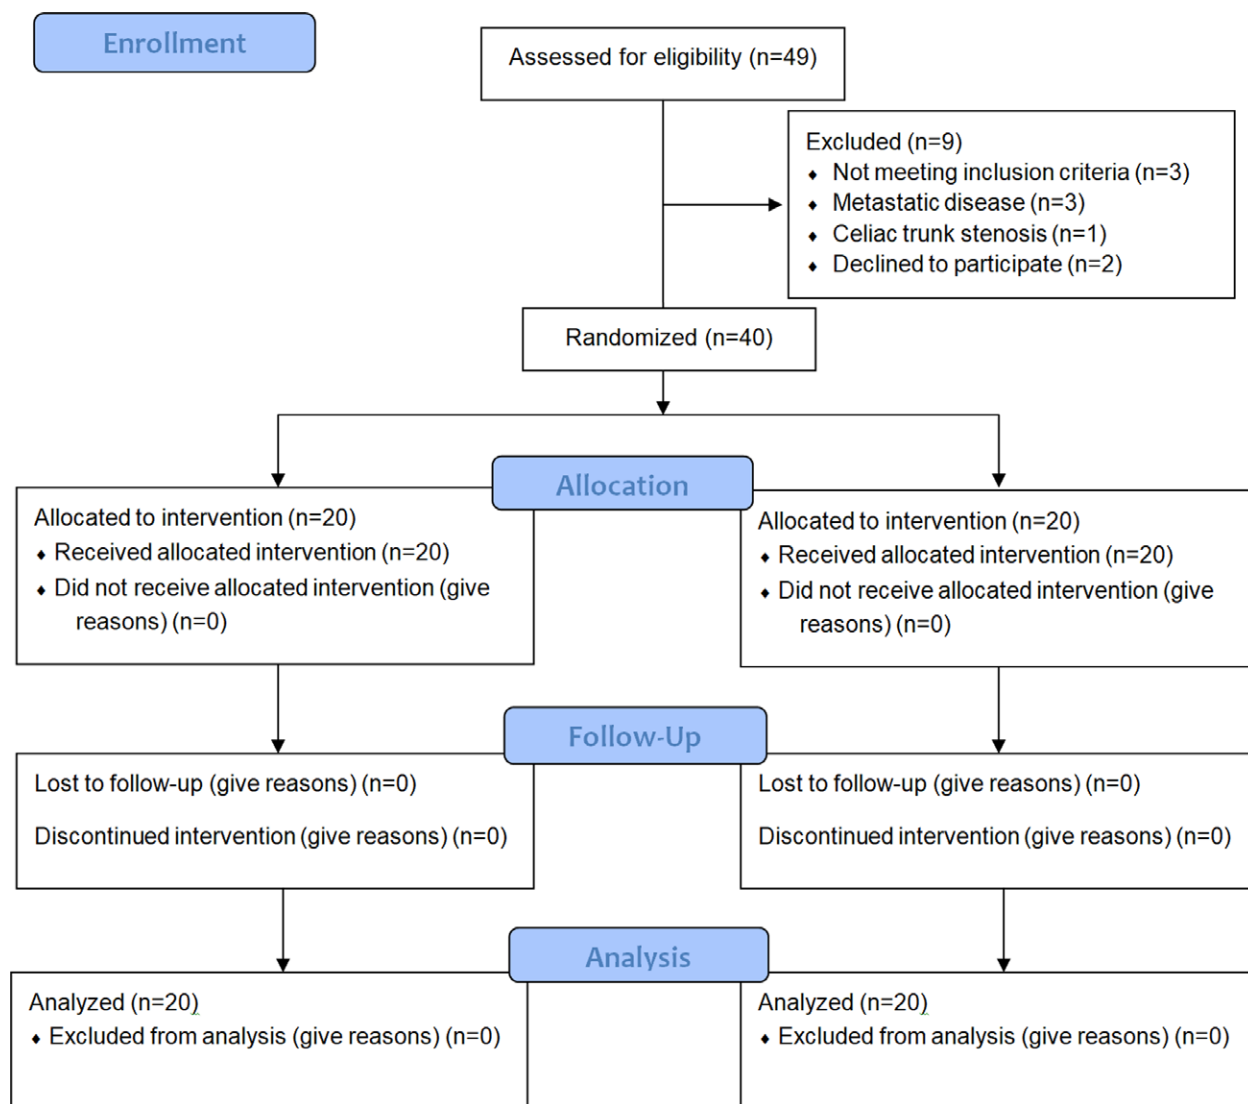 Enrollment
Assessed for eligibility (n=49)
Excluded (n=9)
⬧ Not meeting inclusion criteria (n=3)
⬧ Metastatic disease (n=3)
⬧ Celiac trunk stenosis (n=1)
⬧ Declined to participate (n=2)
Randomized (n=40)
Allocation
Allocated to intervention (n=20)
⬧ Received allocated intervention (n=20)
⬧ Did not receive allocated intervention (give
reasons) (n=0)
Allocated to intervention (n=20)
⬧ Received allocated intervention (n=20)
⬧ Did not receive allocated intervention (give
reasons) (n=0)
Follow-Up
Lost to follow-up (give reasons) (n=0)
Discontinued intervention (give reasons) (n=0)
Lost to follow-up (give reasons) (n=0)
Discontinued intervention (give reasons) (n=0)
Analysis
Analyzed (n=20)
⬧ Excluded from analysis (give reasons) (n=0)
Analyzed (n=20)
⬧ Excluded from analysis (give reasons) (n=0)